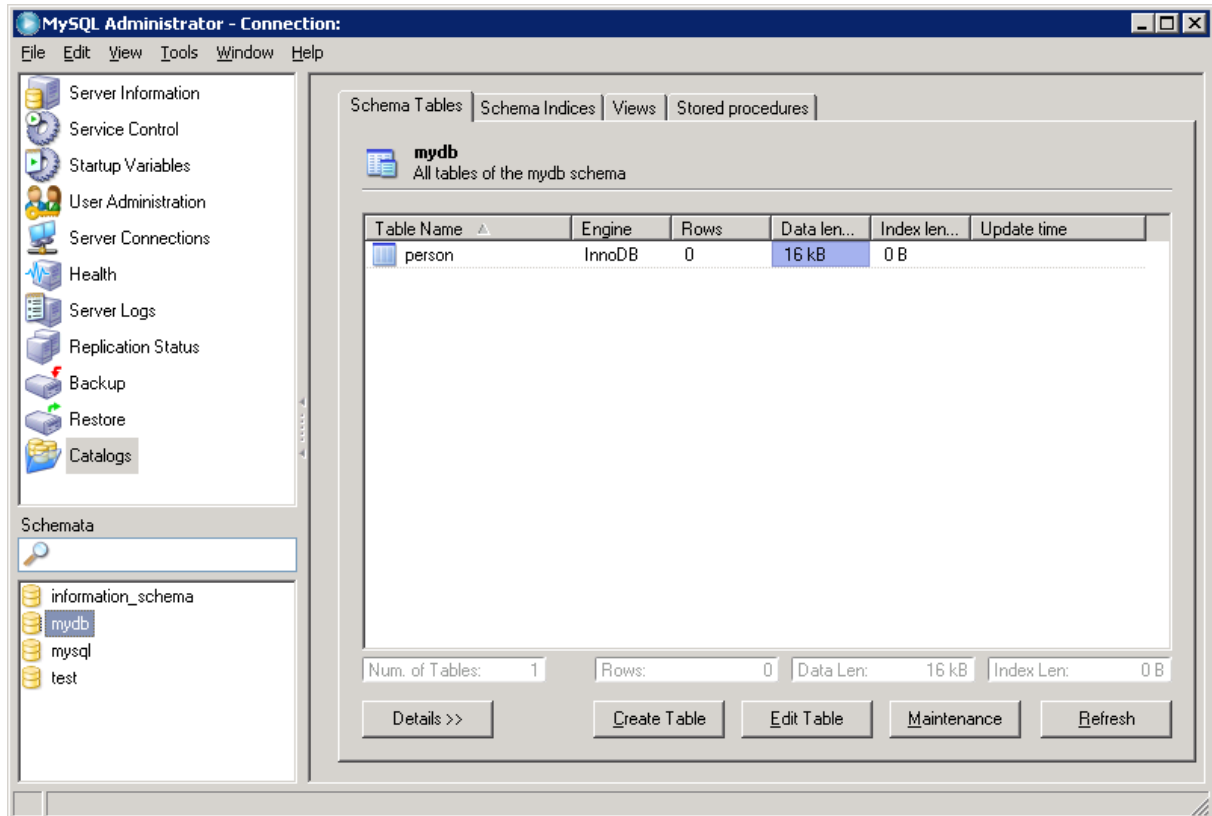 MySQL Administrator - Connection:
File Edit View Tools Window Help
Server Information
Service Control
Startup Variables
User Administration
Server Connections
Health
Server Logs
Replication Status
Backup
Restore
Catalogs
Schemata
information_schema
mydb
mysql
test
Schema Tables Schema Indices Views Stored procedures
mydb
All tables of the mydb schema
Table Name Engine Rows Data len... Index len... Update time
person InnoDB 0 16 kB 0 B
Num. of Tables: 1 Rows: 0 Data Len: 16 kB Index Len: 0 B
Details >> Create Table Edit Table Maintenance Refresh